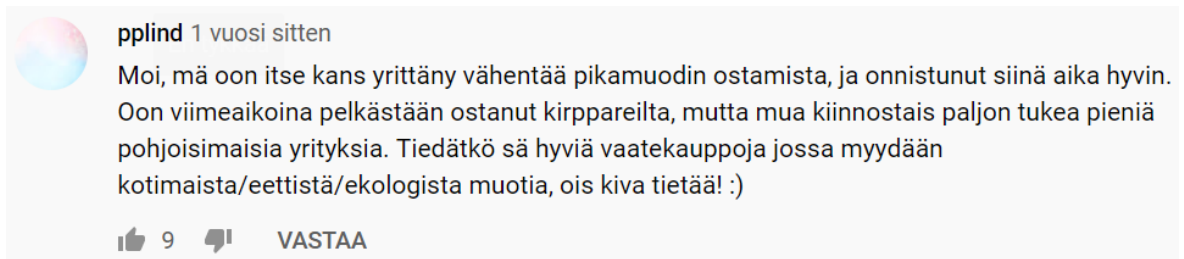 pplind 1 vuosi sitten
Moi, mä oon itse kans yrittäny vähentää pikamuodin ostamista, ja onnistunut siinä aika hyvin.
Oon viimeaikoina pelkästään ostanut kirppareilta, mutta mua kiinnostais paljon tukea pieniä
pohjoisimaisia yrityksia. Tiedätkö sä hyviä vaatekauppoja jossa myydään
kotimaista/eettistä/ekologista muotia, ois kiva tietää! :)
9 VASTAA